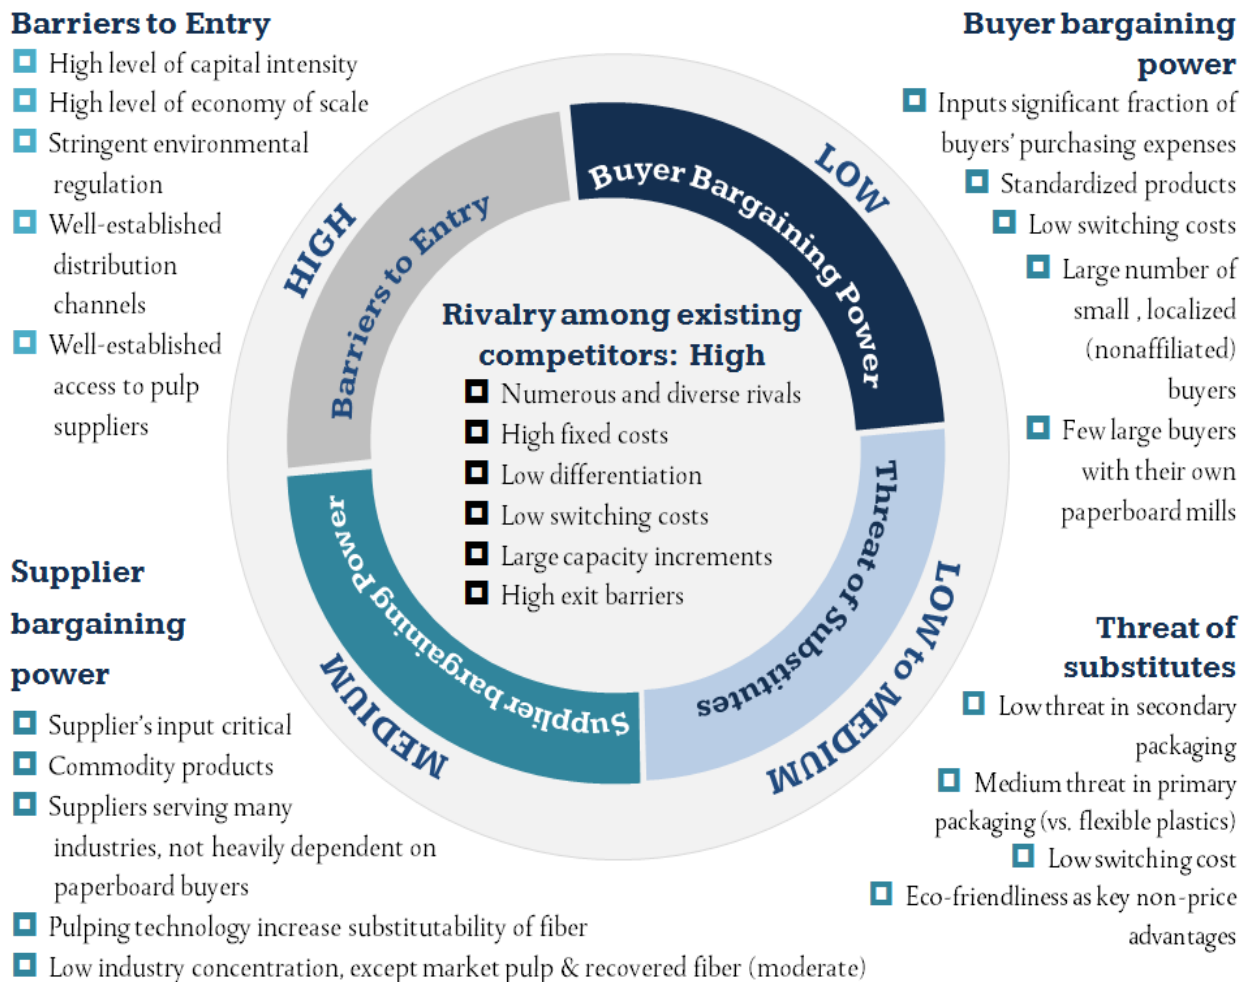 Barriers to Entry
High level of capital intensity
High level of economy of scale
Stringent environmental
regulation
Well-established
distribution
channels
Well-established
access to pulp
suppliers
Buyer bargaining
power
Inputs significant fraction of
buyers' purchasing expenses
Standardized products
Low switching costs
Large number of
small , localized
(nonaffiliated)
buyers
Few large buyers
with their own
paperboard mills
HIGH
Barriers to Entry
Buyer Bargaining Power
LOW
Rivalry among existing
competitors: High
Numerous and diverse rivals
High fixed costs
Low differentiation
Low switching costs
Large capacity increments
High exit barriers
Supplier bargaining Power
MEDIUM
Threat of Substitutes
LOW to MEDIUM
Supplier
bargaining
power
Supplier's input critical
Commodity products
Suppliers serving many
industries, not heavily dependent on
paperboard buyers
Pulping technology increase substitutability of fiber
Low industry concentration, except market pulp & recovered fiber (moderate)
Threat of
substitutes
Low threat in secondary
packaging
Medium threat in primary
packaging (vs. flexible plastics)
Low switching cost
Eco-friendliness as key non-price
advantages